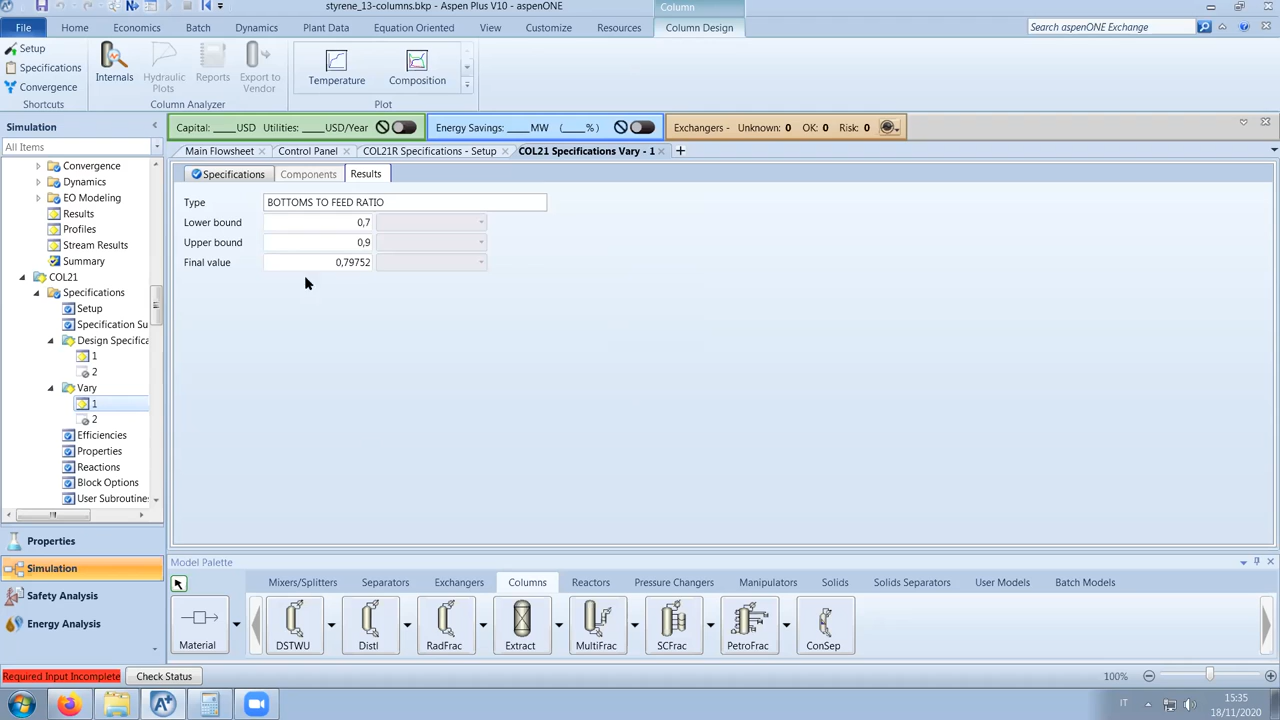 styrene_13-columns.bkp - Aspen Plus V10 - aspenONE
Column
File
Home
Economics
Batch
Dynamics
Plant Data
Equation Oriented
View
Customize
Resources
Column Design
Search aspenONE Exchange
Setup
Specifications
Convergence
Shortcuts
Internals
Hydraulic Plots
Reports
Export to Vendor
Column Analyzer
Temperature
Composition
Plot
Capital: ____USD Utilities: ____USD/Year
Energy Savings: ____MW (____%)
Exchangers - Unknown: 0 OK: 0 Risk: 0
Simulation
All Items
Main Flowsheet
Control Panel
COL21R Specifications - Setup
COL21 Specifications Vary - 1
Convergence
Dynamics
EO Modeling
Results
Profiles
Stream Results
Summary
COL21
Specifications
Setup
Specification Su
Design Specifica
1
2
Vary
1
2
Efficiencies
Properties
Reactions
Block Options
User Subroutine
Specifications
Components
Results
Type BOTTOMS TO FEED RATIO
Lower bound 0,7
Upper bound 0,9
Final value 0,79752
Properties
Simulation
Safety Analysis
Energy Analysis
Model Palette
Mixers/Splitters
Separators
Exchangers
Columns
Reactors
Pressure Changers
Manipulators
Solids
Solids Separators
User Models
Batch Models
Material
DSTWU
Distl
RadFrac
Extract
MultiFrac
SCFrac
PetroFrac
ConSep
Required Input Incomplete
Check Status
100%
IT
15:35
18/11/2020